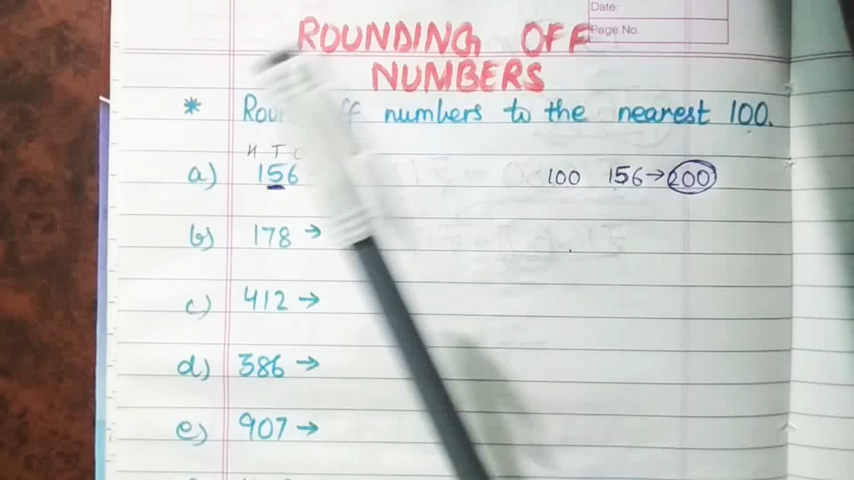 Date:
Page No.
ROUNDING OFF
NUMBERS
* numbers to the nearest 100.
H T O
a) 156 100 156→200
b) 178 →
c) 412 →
d) 386 →
e) 907 →